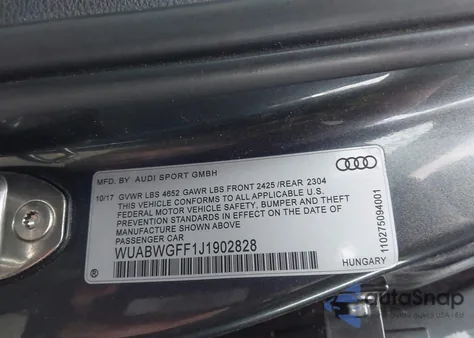 MFD. BY AUDI SPORT GMBH
10/17 GVWR LBS 4652 GAWR LBS FRONT 2425 /REAR 2304
THIS VEHICLE CONFORMS TO ALL APPLICABLE U.S.
FEDERAL MOTOR VEHICLE SAFETY, BUMPER AND THEFT
PREVENTION STANDARDS IN EFFECT ON THE DATE OF
MANUFACTURE SHOWN ABOVE.
PASSENGER CAR
WUABWGFF1J1902828
®
HUNGARY
110275094001
autoSnap